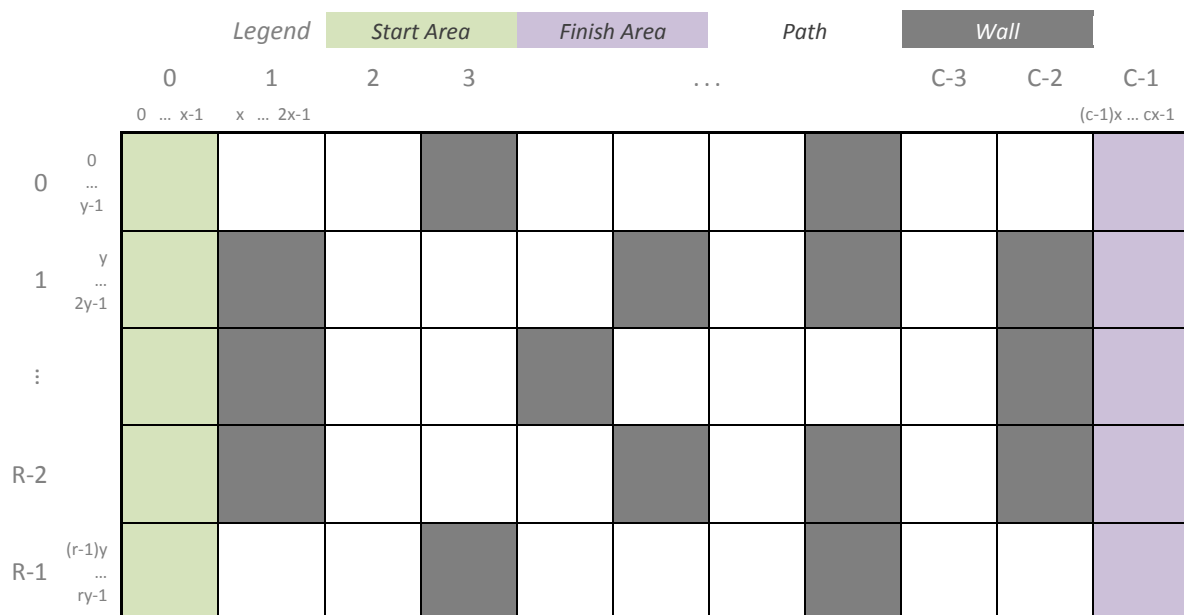 Legend Start Area Finish Area Path Wall
0 1 2 3 ... C-3 C-2 C-1
0 ... x-1 x ... 2x-1 (c-1)x ... cx-1
0
0
...
y-1
1
y
...
2y-1
⋮
R-2
R-1
(r-1)y
...
ry-1